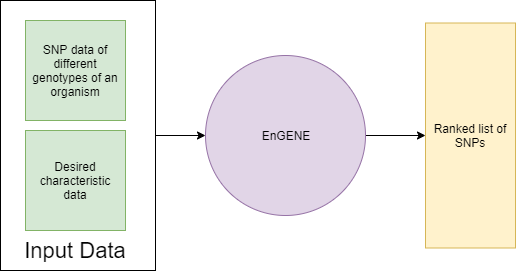 SNP data of
different
genotypes of an
organism
Desired
characteristic
data
Input Data
EnGENE
Ranked list of
SNPs